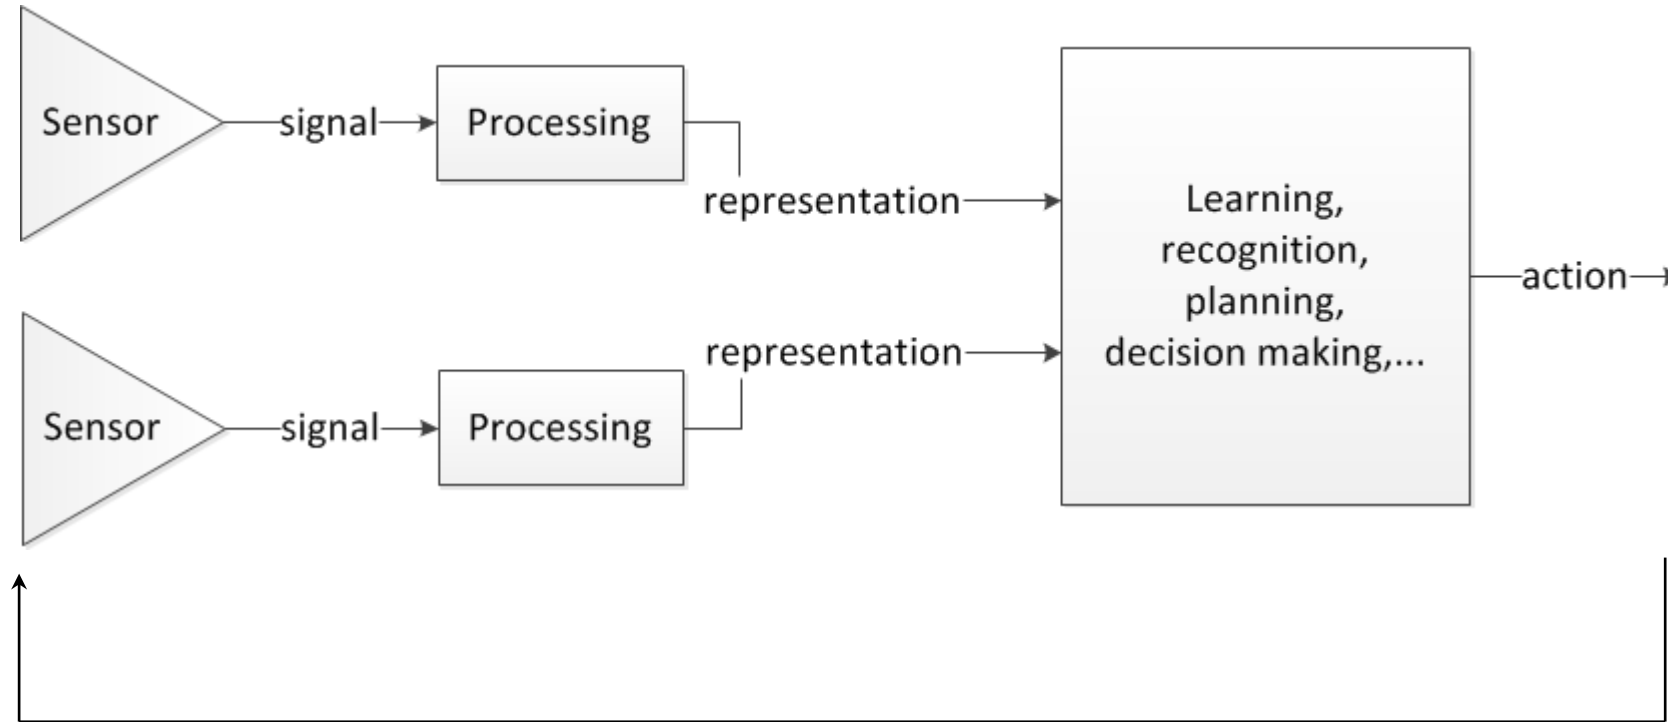 Sensor
signal
Processing
representation
Learning,
recognition,
planning,
decision making,...
action
representation
Sensor
signal
Processing